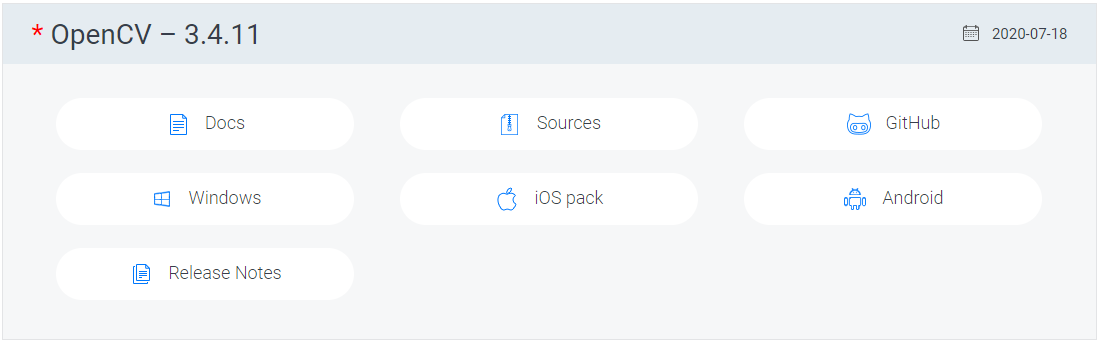 * OpenCV – 3.4.11
2020-07-18
Docs
Sources
GitHub
Windows
iOS pack
Android
Release Notes